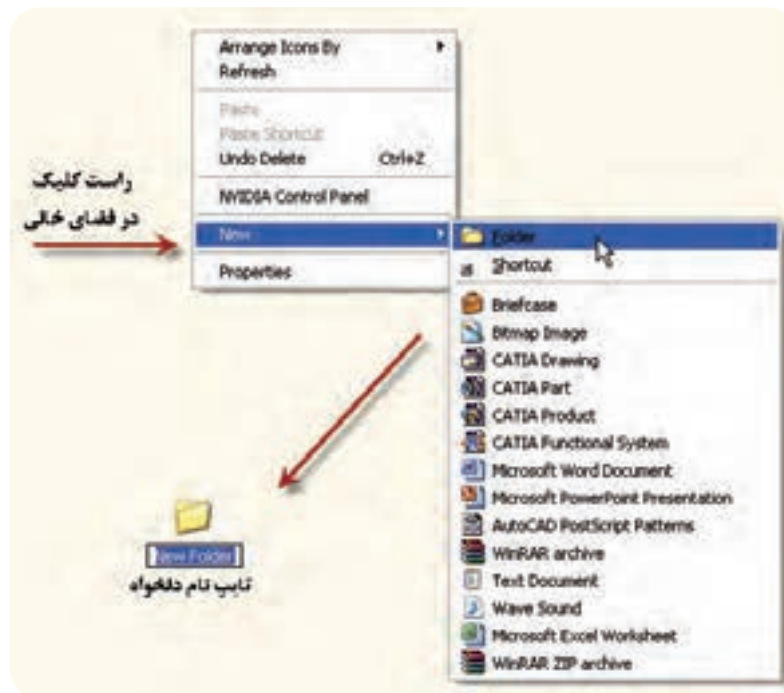 Arrange Icons By
Refresh
Paste
Paste Shortcut
Undo Delete Ctrl+Z
NVIDIA Control Panel
New
Properties
راست کلیک
در فضای خالی
Folder
Shortcut
Briefcase
Bitmap Image
CATIA Drawing
CATIA Part
CATIA Product
CATIA Functional System
Microsoft Word Document
Microsoft PowerPoint Presentation
AutoCAD PostScript Patterns
WinRAR archive
Text Document
Wave Sound
Microsoft Excel Worksheet
WinRAR ZIP archive
New Folder
تایپ نام دلخواه